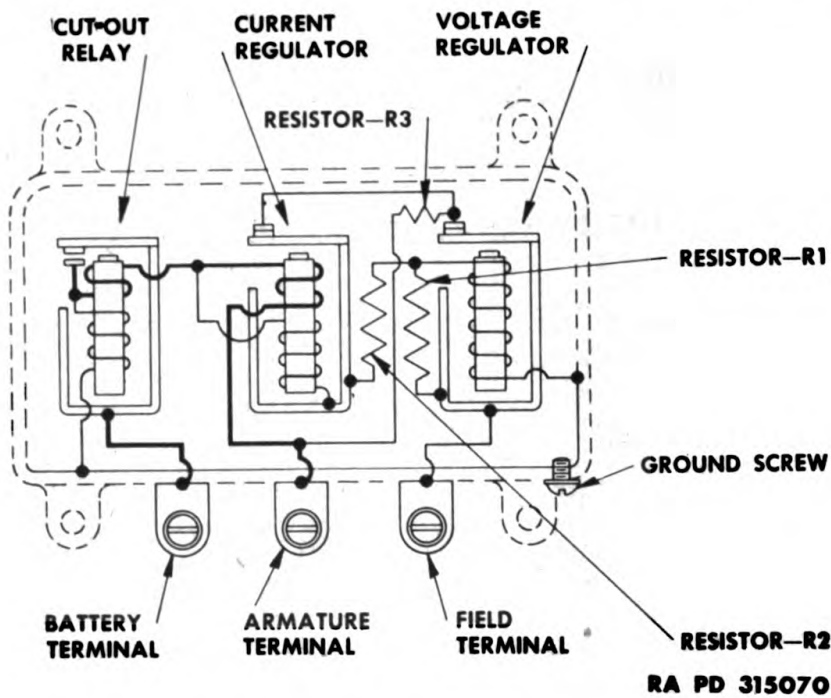 CUT-OUT
RELAY
CURRENT
REGULATOR
VOLTAGE
REGULATOR
RESISTOR—R3
RESISTOR—R1
GROUND SCREW
BATTERY
TERMINAL
ARMATURE
TERMINAL
FIELD
TERMINAL
RESISTOR—R2
RA PD 315070